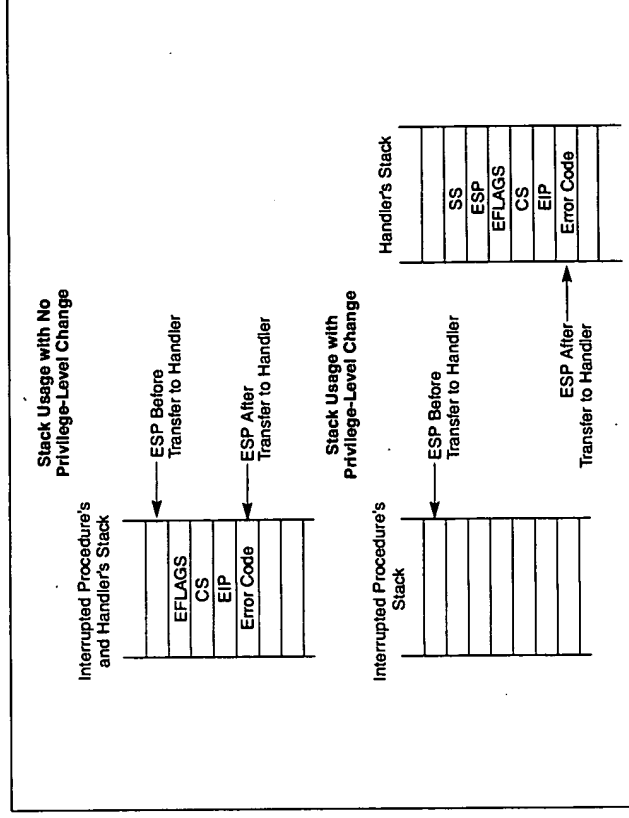 Stack Usage with No
Privilege-Level Change
Interrupted Procedure's
and Handler's Stack
ESP Before
Transfer to Handler
EFLAGS
CS
EIP
Error Code
ESP After
Transfer to Handler
Stack Usage with
Privilege-Level Change
Interrupted Procedure's
Stack
Handler's Stack
ESP Before
Transfer to Handler
SS
ESP
EFLAGS
CS
EIP
Error Code
ESP After
Transfer to Handler